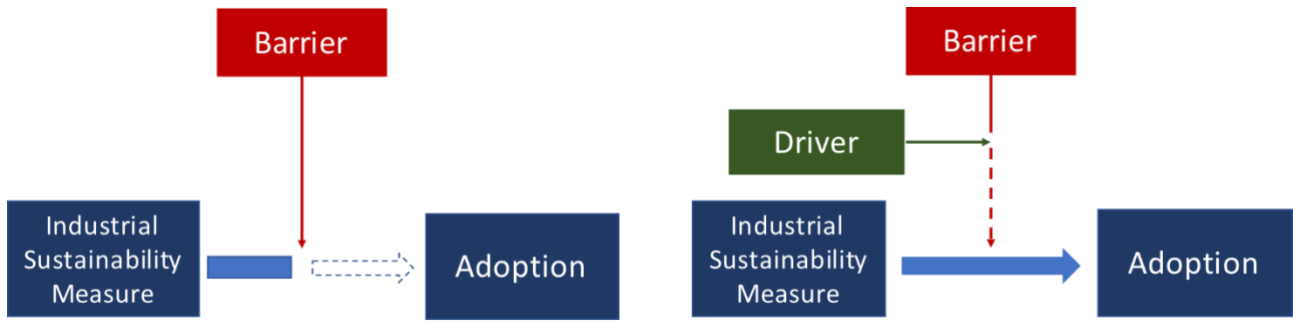 Barrier
Industrial
Sustainability
Measure
Adoption
Barrier
Driver
Industrial
Sustainability
Measure
Adoption